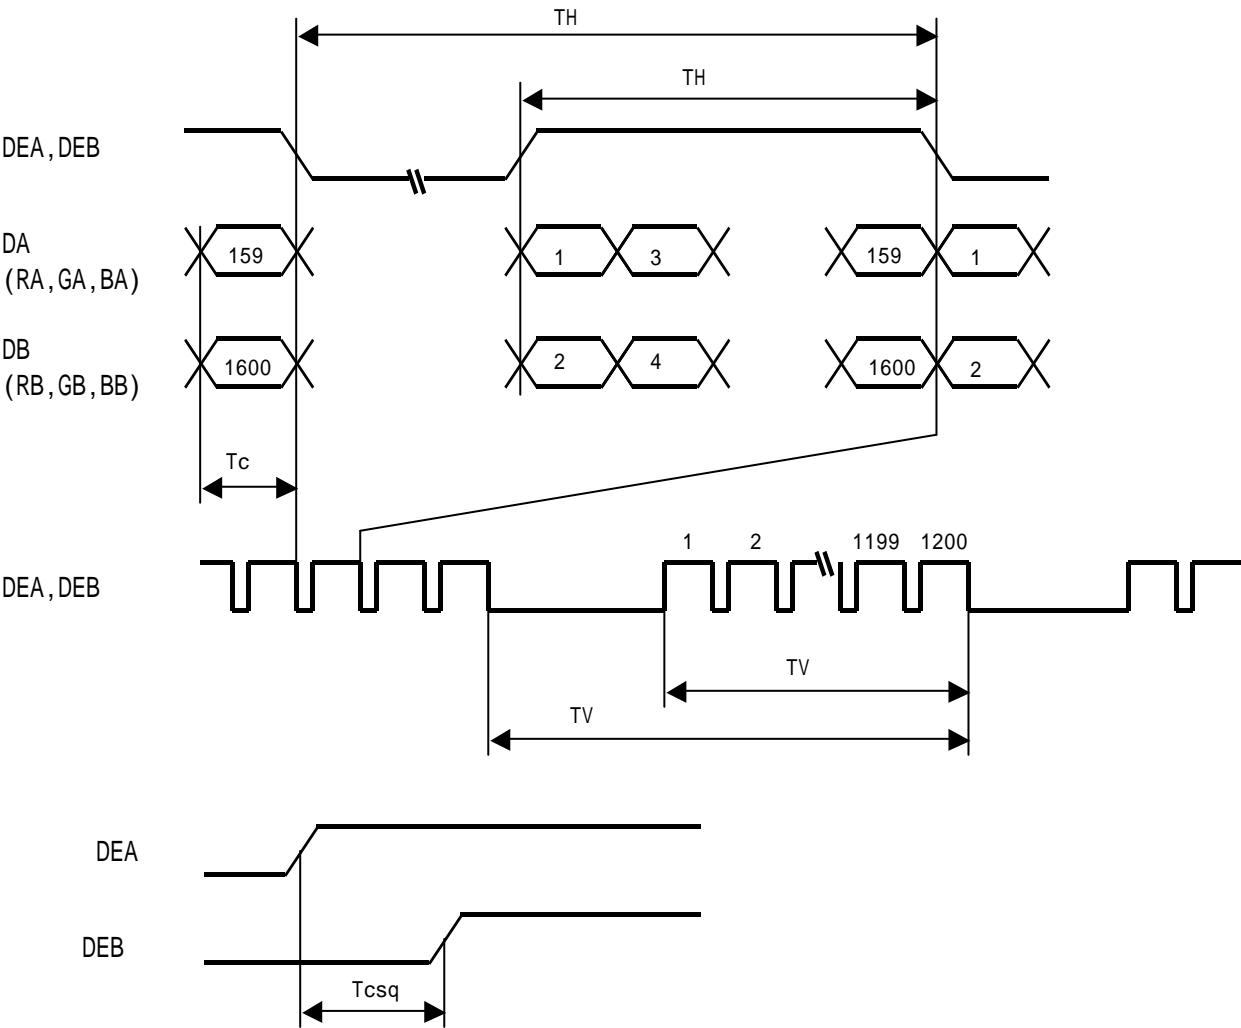 TH
TH
DEA,DEB
DA
(RA,GA,BA)
159 1 3 159 1
DB
(RB,GB,BB)
1600 2 4 1600 2
Tc
1 2 1199 1200
DEA,DEB
TV
TV
DEA
DEB
Tcsq